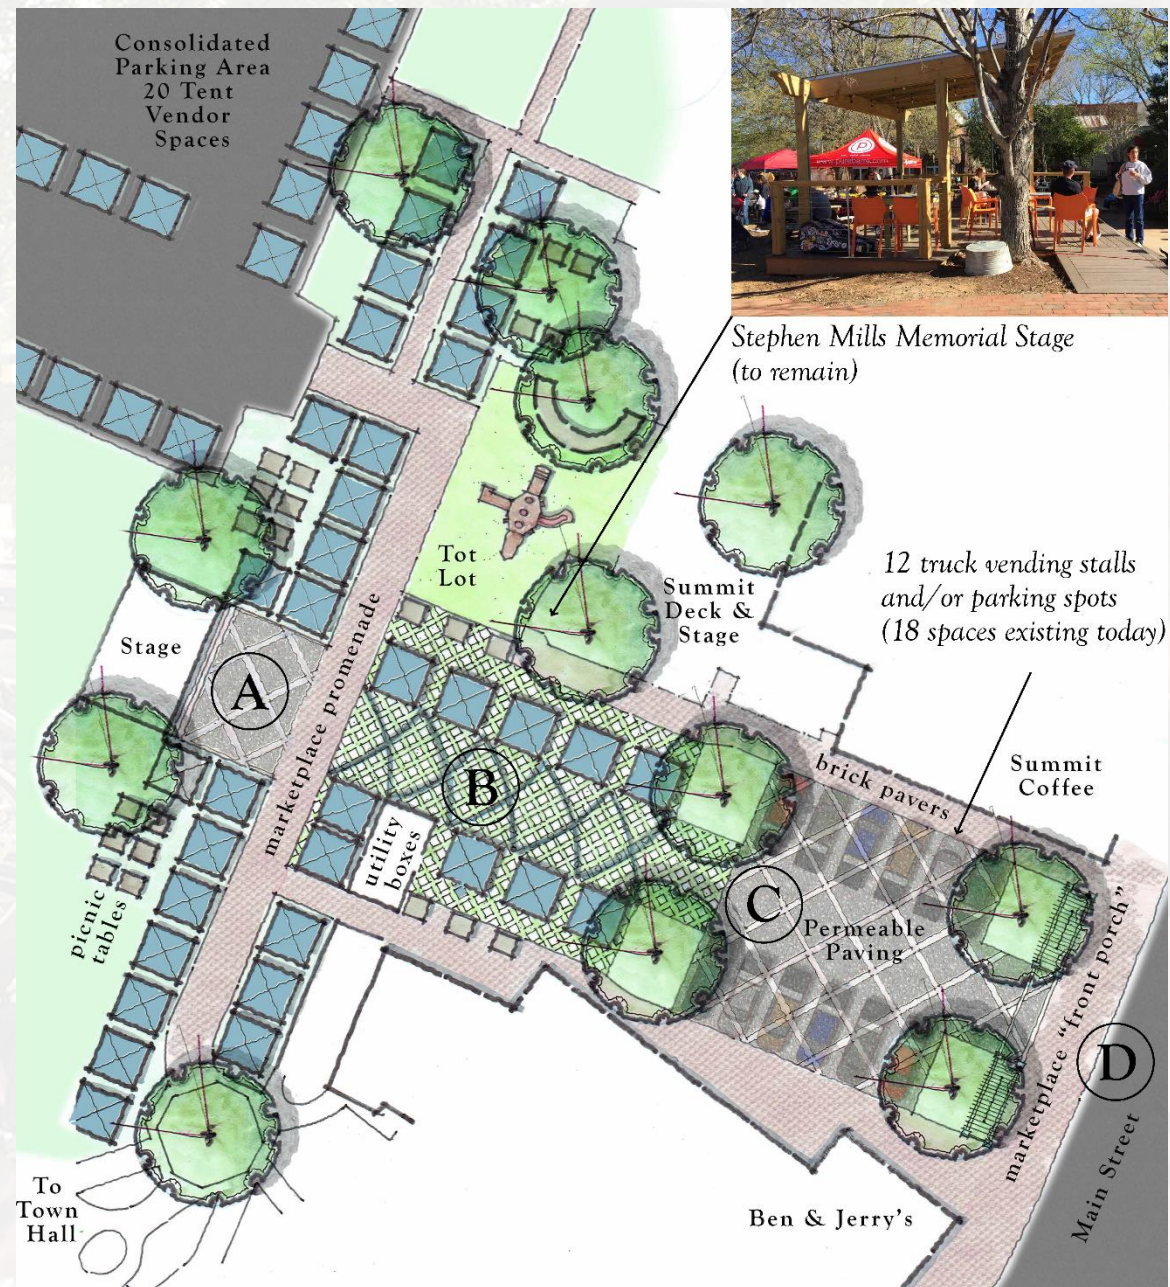 Consolidated
Parking Area
20 Tent
Vendor
Spaces
Stephen Mills Memorial Stage
(to remain)
12 truck vending stalls
and/or parking spots
(18 spaces existing today)
Tot
Lot
Summit
Deck &
Stage
Stage
A
marketplace promenade
B
utility
boxes
picnic
tables
brick pavers
Summit
Coffee
C
Permeable
Paving
marketplace "front porch"
D
Main Street
To
Town
Hall
Ben & Jerry's